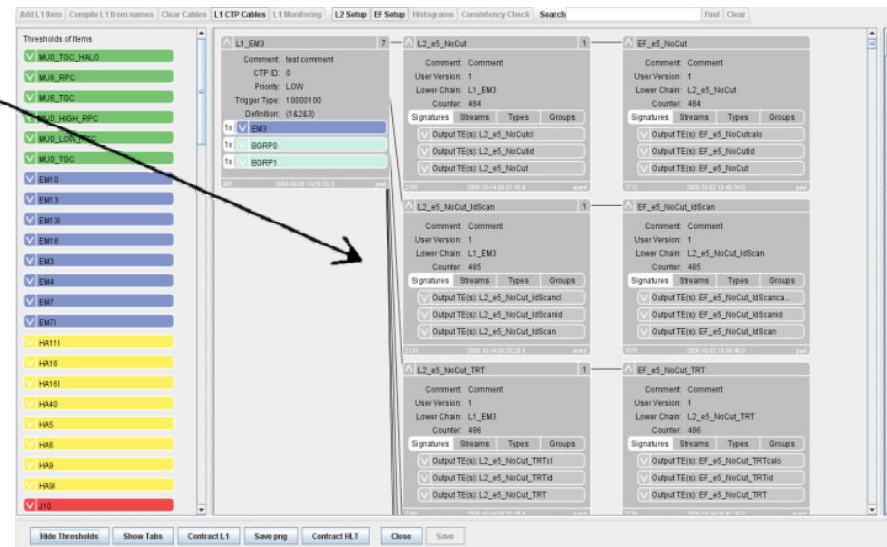 Add L1 Item Compile L1 from names Clear Cables L1 CTP Cables L1 Monitoring L2 Setup EF Setup Histograms Consistency Check Search Find Clear
Thresholds of Items
MU0_TGC_HALO
MU6_RPC
MU6_TGC
MU0_HIGH_RPC
MU0_TGC
EM10
EM13
EM13I
EM18
EM3
EM4
EM7
EM7I
HA11I
HA16
HA16I
HA40
HA5
HA6
HA9
HA9I
J10
L1_EM3 7
Comment: test comment
CTP ID: 0
Priority: LOW
Trigger Type: 10000100
Definition: (1&2&3)
1x EM3
1x BGRP0
1x BGRP1
L2_e5_NoCut 1
Comment: Comment
User Version: 1
Lower Chain: L1_EM3
Counter: 484
Signatures Streams Types Groups
Output TE(s): L2_e5_NoCutcl
Output TE(s): L2_e5_NoCutid
Output TE(s): L2_e5_NoCut
EF_e5_NoCut
Comment: Comment
User Version: 1
Lower Chain: L2_e5_NoCut
Counter: 484
Signatures Streams Types Groups
Output TE(s): EF_e5_NoCutcalo
Output TE(s): EF_e5_NoCutid
Output TE(s): EF_e5_NoCut
L2_e5_NoCut_IdScan 1
Comment: Comment
User Version: 1
Lower Chain: L1_EM3
Counter: 485
Signatures Streams Types Groups
Output TE(s): L2_e5_NoCut_IdScancl
Output TE(s): L2_e5_NoCut_IdScanid
Output TE(s): L2_e5_NoCut_IdScan
EF_e5_NoCut_IdScan
Comment: Comment
User Version: 1
Lower Chain: L2_e5_NoCut_IdScan
Counter: 485
Signatures Streams Types Groups
Output TE(s): EF_e5_NoCut_IdScanca...
Output TE(s): EF_e5_NoCut_IdScanid
Output TE(s): EF_e5_NoCut_IdScan
L2_e5_NoCut_TRT 1
Comment: Comment
User Version: 1
Lower Chain: L1_EM3
Counter: 486
Signatures Streams Types Groups
Output TE(s): L2_e5_NoCut_TRTcl
Output TE(s): L2_e5_NoCut_TRTid
Output TE(s): L2_e5_NoCut_TRT
EF_e5_NoCut_TRT
Comment: Comment
User Version: 1
Lower Chain: L2_e5_NoCut_TRT
Counter: 486
Signatures Streams Types Groups
Output TE(s): EF_e5_NoCut_TRTcalo
Output TE(s): EF_e5_NoCut_TRTid
Output TE(s): EF_e5_NoCut_TRT
Hide Thresholds Show Tabs Contract L1 Save png Contract HLT Close Save